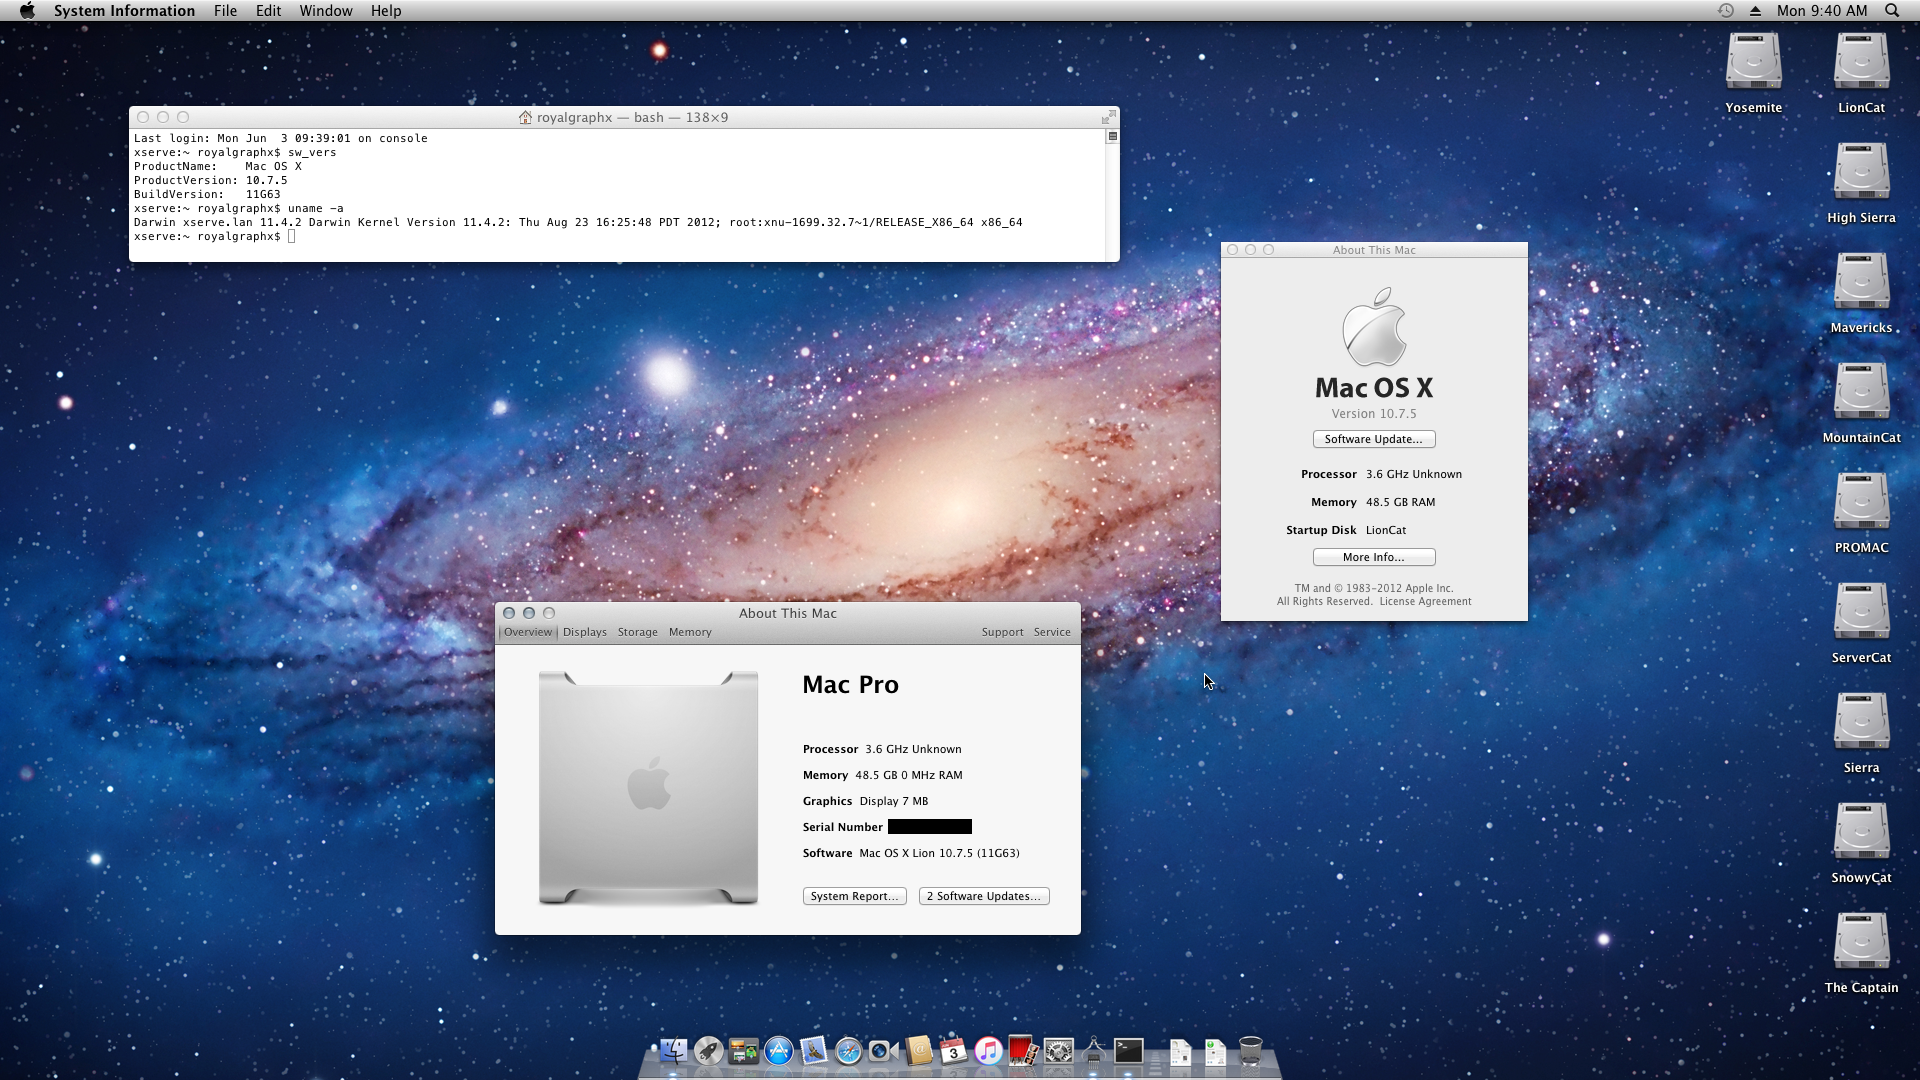 System Information File Edit Window Help
Mon 9:40 AM
royalgraphx — bash — 138×9
Last login: Mon Jun  3 09:39:01 on console
xserve:~ royalgraphx$ sw_vers
ProductName:    Mac OS X
ProductVersion: 10.7.5
BuildVersion:   11G63
xserve:~ royalgraphx$ uname -a
Darwin xserve.lan 11.4.2 Darwin Kernel Version 11.4.2: Thu Aug 23 16:25:48 PDT 2012; root:xnu-1699.32.7~1/RELEASE_X86_64 x86_64
xserve:~ royalgraphx$
About This Mac
Mac OS X
Version 10.7.5
Software Update...
Processor 3.6 GHz Unknown
Memory 48.5 GB RAM
Startup Disk LionCat
More Info...
TM and © 1983-2012 Apple Inc.
All Rights Reserved. License Agreement
About This Mac
Overview Displays Storage Memory Support Service
Mac Pro
Processor 3.6 GHz Unknown
Memory 48.5 GB 0 MHz RAM
Graphics Display 7 MB
Serial Number
Software Mac OS X Lion 10.7.5 (11G63)
System Report... 2 Software Updates...
Yosemite
LionCat
High Sierra
Mavericks
MountainCat
PROMAC
ServerCat
Sierra
SnowyCat
The Captain
3